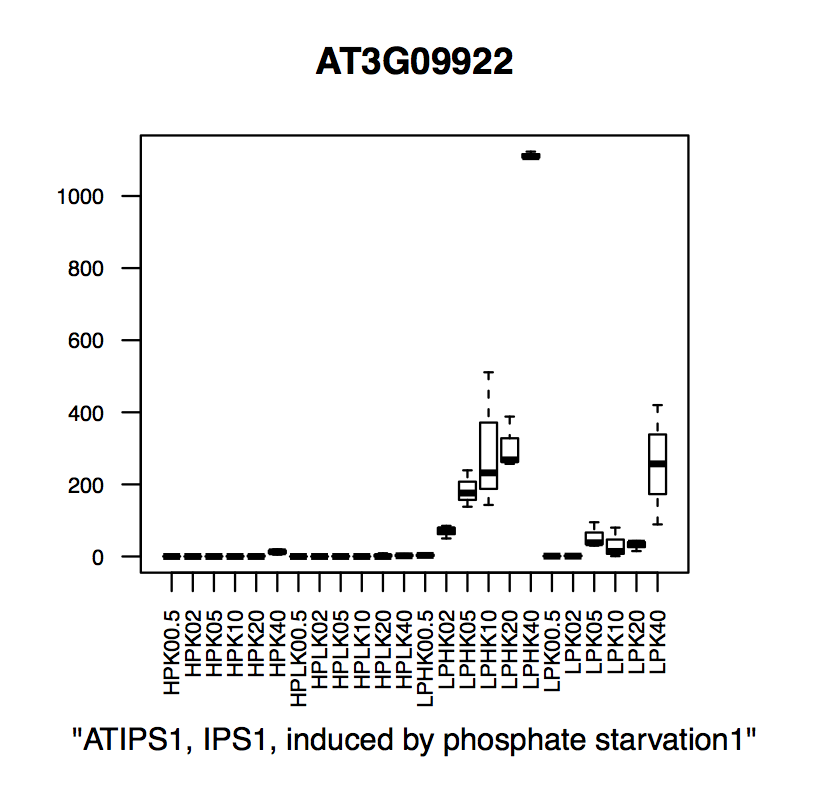 AT3G09922
1000
800
600
400
200
0
HPK00.5
HPK02
HPK05
HPK10
HPK20
HPK40
HPLK00.5
HPLK02
HPLK05
HPLK10
HPLK20
HPLK40
LPHK00.5
LPHK02
LPHK05
LPHK10
LPHK20
LPHK40
LPK00.5
LPK02
LPK05
LPK10
LPK20
LPK40
"ATIPS1, IPS1, induced by phosphate starvation1"